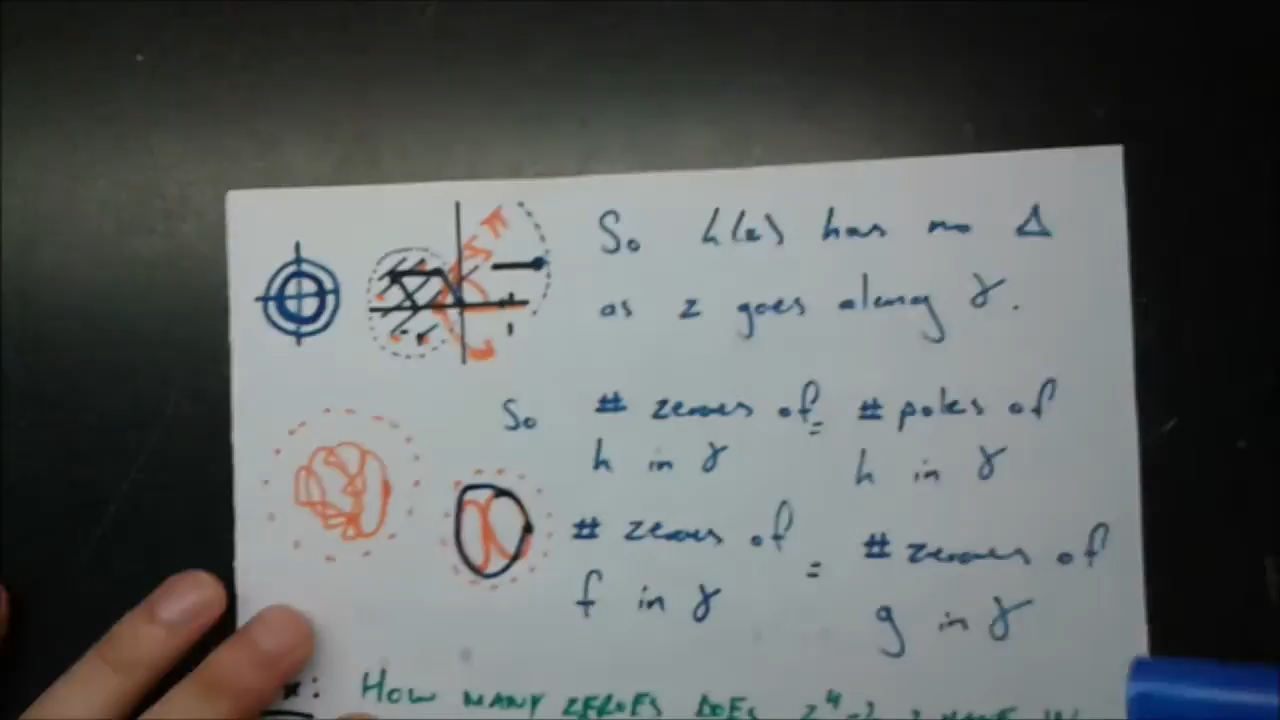 So h(z) has no Δ
as z goes along γ.
So # zeroes of = # poles of
h in γ h in γ
# zeroes of = # zeroes of
f in γ g in γ
HOW MANY ZEROES DOES z⁴